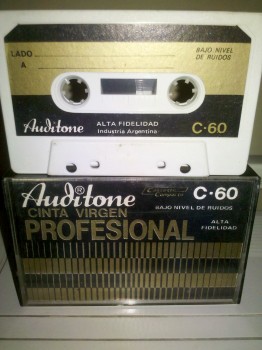 LADO
A
BAJO NIVEL
DE RUIDOS
Auditone
ALTA FIDELIDAD
Industria Argentina
C-60
Auditone®
C-60
CINTA VIRGEN
BAJO NIVEL DE RUIDOS
PROFESIONAL
ALTA
FIDELIDAD